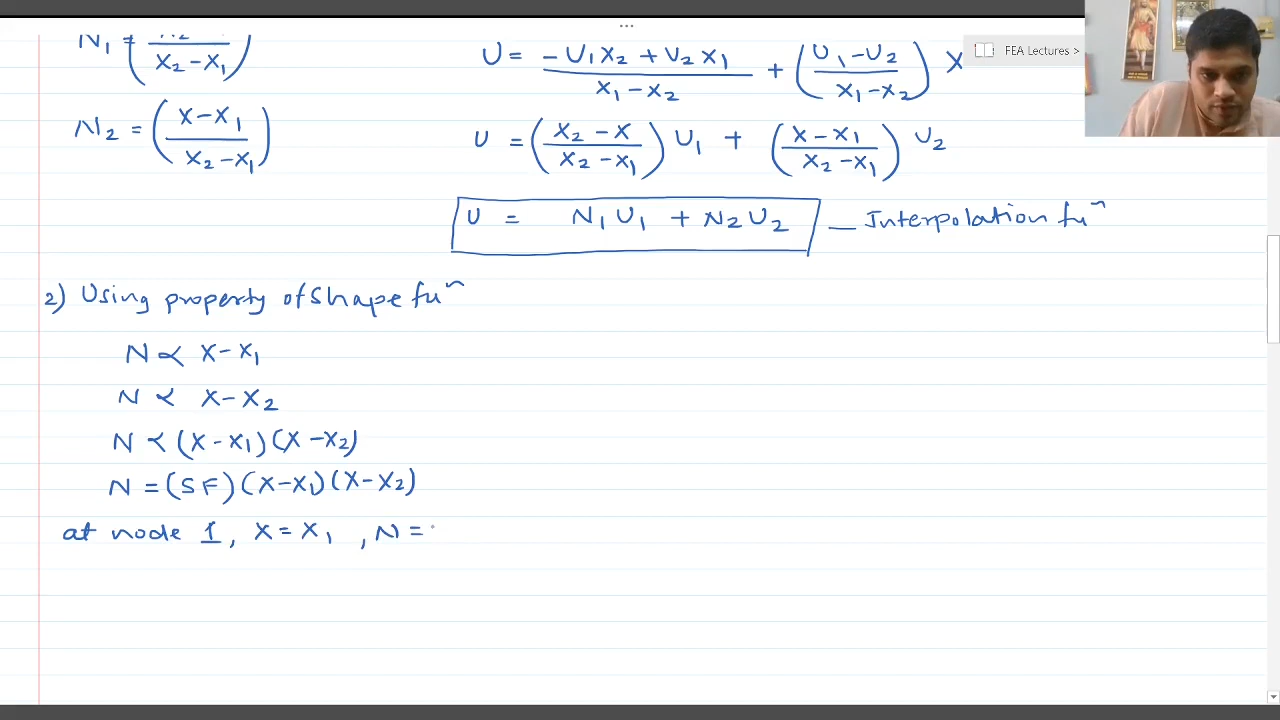 N₁ = ( / X₂ - X₁ )
N₂ = ( X - X₁ / X₂ - X₁ )
U = - U₁ X₂ + U₂ X₁ / X₁ - X₂ + ( U₁ - U₂ / X₁ - X₂ ) X
FEA Lectures >
U = ( X₂ - X / X₂ - X₁ ) U₁ + ( X - X₁ / X₂ - X₁ ) U₂
U = N₁ U₁ + N₂ U₂ — Interpolation fuⁿ
2) Using property of Shape fuⁿ
N ∝ X - X₁
N ∝ X - X₂
N ∝ (X - X₁) (X - X₂)
N = (SF) (X - X₁) (X - X₂)
at node 1, X = X₁ , N =